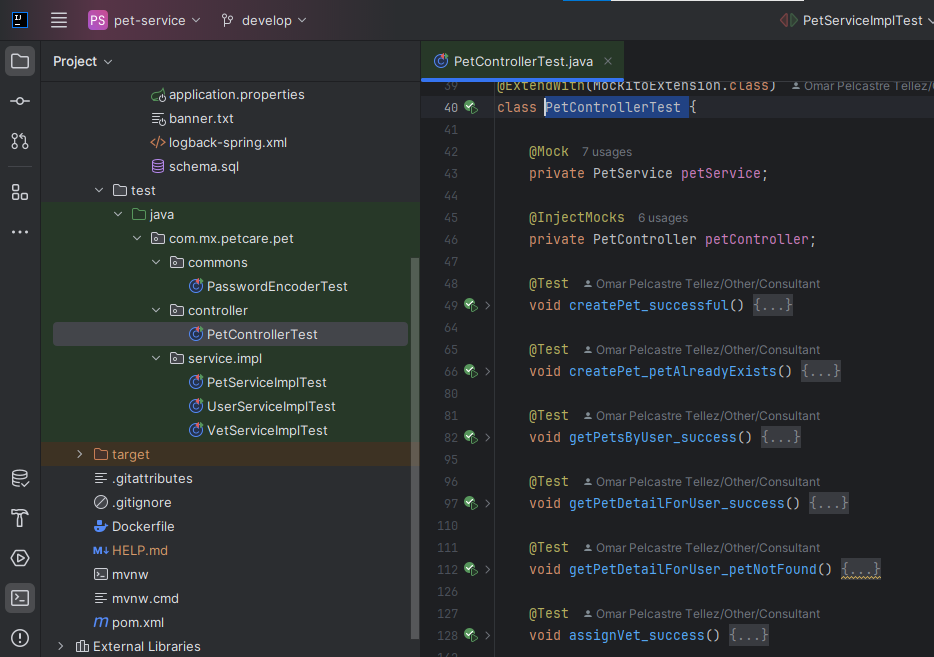 PS pet-service develop PetServiceImplTest
Project
application.properties
banner.txt
logback-spring.xml
schema.sql
test
java
com.mx.petcare.pet
commons
PasswordEncoderTest
controller
PetControllerTest
service.impl
PetServiceImplTest
UserServiceImplTest
VetServiceImplTest
target
.gitattributes
.gitignore
Dockerfile
M↓ HELP.md
mvnw
mvnw.cmd
m pom.xml
External Libraries
PetControllerTest.java
39 @ExtendWith(MockitoExtension.class) Omar Pelcastre Tellez/
40 class PetControllerTest {
41
42 @Mock 7 usages
43 private PetService petService;
44
45 @InjectMocks 6 usages
46 private PetController petController;
47
48 @Test Omar Pelcastre Tellez/Other/Consultant
49 void createPet_successful() {...}
64
65 @Test Omar Pelcastre Tellez/Other/Consultant
66 void createPet_petAlreadyExists() {...}
80
81 @Test Omar Pelcastre Tellez/Other/Consultant
82 void getPetsByUser_success() {...}
95
96 @Test Omar Pelcastre Tellez/Other/Consultant
97 void getPetDetailForUser_success() {...}
110
111 @Test Omar Pelcastre Tellez/Other/Consultant
112 void getPetDetailForUser_petNotFound() {...}
126
127 @Test Omar Pelcastre Tellez/Other/Consultant
128 void assignVet_success() {...}